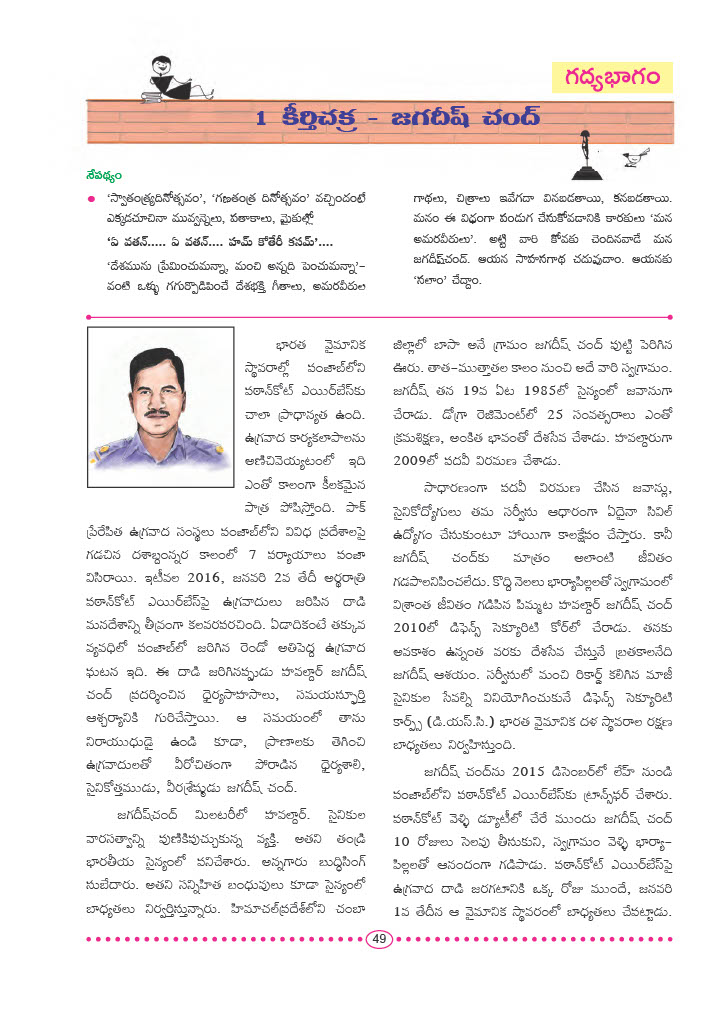 గద్యభాగం
1 కీర్తిచక్ర - జగదీష్ చంద్
నేపథ్యం
● ‘స్వాతంత్ర్యదినోత్సవం’, ‘గణతంత్ర దినోత్సవం’ వచ్చిందంటే
ఎక్కడచూచినా మువ్వన్నెలు, పతాకాలు, మైకుల్లో
‘ఏ వతన్..... ఏ వతన్.... హమ్ కోతేరీ కసమ్’....
‘దేశమును ప్రేమించుమన్నా, మంచి అన్నది పెంచుమన్నా’-
వంటి ఒళ్ళు గగుర్పొడిపించే దేశభక్తి గీతాలు, అమరవీరుల
గాథలు, చిత్రాలు ఇవేగదా వినబడతాయి, కనబడతాయి.
మనం ఈ విధంగా పండుగ చేసుకోవడానికి కారకులు ‘మన
అమరవీరులు’. అట్టి వారి కోవకు చెందినవాడే మన
జగదీష్‌చంద్. ఆయన సాహసగాథ చదువుదాం. ఆయనకు
‘సలాం’ చేద్దాం.
భారత వైమానిక
స్థావరాల్లో పంజాబ్‌లోని
పఠాన్‌కోట్ ఎయిర్‌బేస్‌కు
చాలా ప్రాధాన్యత ఉంది.
ఉగ్రవాద కార్యకలాపాలను
అణిచివెయ్యటంలో ఇది
ఎంతో కాలంగా కీలకమైన
పాత్ర పోషిస్తోంది. పాక్
ప్రేరేపిత ఉగ్రవాద సంస్థలు పంజాబ్‌లోని వివిధ ప్రదేశాలపై
గడచిన దశాబ్దంన్నర కాలంలో 7 పర్యాయాలు పంజా
విసిరాయి. ఇటీవల 2016, జనవరి 2వ తేదీ అర్థరాత్రి
పఠాన్‌కోట్ ఎయిర్‌బేస్‌పై ఉగ్రవాదులు జరిపిన దాడి
మనదేశాన్ని తీవ్రంగా కలవరపరచింది. ఏడాదికంటే తక్కువ
వ్యవధిలో పంజాబ్‌లో జరిగిన రెండో అతిపెద్ద ఉగ్రవాద
ఘటన ఇది. ఈ దాడి జరిగినప్పుడు హవల్దార్ జగదీష్
చంద్ ప్రదర్శించిన ధైర్యసాహసాలు, సమయస్ఫూర్తి
ఆశ్చర్యానికి గురిచేస్తాయి. ఆ సమయంలో తాను
నిరాయుధుడై ఉండి కూడా, ప్రాణాలకు తెగించి
ఉగ్రవాదులతో వీరోచితంగా పోరాడిన ధైర్యశాలి,
సైనికోత్తముడు, వీరశ్రేష్ఠుడు జగదీష్ చంద్.
జగదీష్‌చంద్ మిలటరీలో హవల్దార్. సైనికుల
వారసత్వాన్ని పుణికిపుచ్చుకున్న వ్యక్తి. అతని తండ్రి
భారతీయ సైన్యంలో పనిచేశారు. అన్నగారు బుద్ధిసింగ్
సుబేదారు. అతని సన్నిహిత బంధువులు కూడా సైన్యంలో
బాధ్యతలు నిర్వర్తిస్తున్నారు. హిమాచల్‌ప్రదేశ్‌లోని చంబా
జిల్లాలో బాసా అనే గ్రామం జగదీష్ చంద్ పుట్టి పెరిగిన
ఊరు. తాత-ముత్తాతల కాలం నుంచి అదే వారి స్వగ్రామం.
జగదీష్ తన 19వ ఏట 1985లో సైన్యంలో జవానుగా
చేరాడు. డోగ్రా రెజిమెంట్‌లో 25 సంవత్సరాలు ఎంతో
క్రమశిక్షణ, అంకిత భావంతో దేశసేవ చేశాడు. హవల్దారుగా
2009లో పదవీ విరమణ చేశాడు.
సాధారణంగా పదవీ విరమణ చేసిన జవాన్లు,
సైనికోద్యోగులు తమ సర్వీసు ఆధారంగా ఏదైనా సివిల్
ఉద్యోగం చేసుకుంటూ హాయిగా కాలక్షేపం చేస్తారు. కానీ
జగదీష్ చంద్‌కు మాత్రం అలాంటి జీవితం
గడపాలనిపించలేదు. కొద్ది నెలలు భార్యాపిల్లలతో స్వగ్రామంలో
విశ్రాంత జీవితం గడిపిన పిమ్మట హవల్దార్ జగదీష్ చంద్
2010లో డిఫెన్స్ సెక్యూరిటి కోర్‌లో చేరాడు. తనకు
అవకాశం ఉన్నంత వరకు దేశసేవ చేస్తూనే బ్రతకాలనేది
జగదీష్ ఆశయం. సర్వీసులో మంచి రికార్డ్ కలిగిన మాజీ
సైనికుల సేవల్ని వినియోగించుకునే డిఫెన్స్ సెక్యూరిటి
కార్ప్స్ (డి.యస్.సి.) భారత వైమానిక దళ స్థావరాల రక్షణ
బాధ్యతలు నిర్వహిస్తుంది.
జగదీష్ చంద్‌ను 2015 డిసెంబర్‌లో లేహ్ నుండి
పంజాబ్‌లోని పఠాన్‌కోట్ ఎయిర్‌బేస్‌కు ట్రాన్స్‌ఫర్ చేశారు.
పఠాన్‌కోట్ వెళ్ళి డ్యూటీలో చేరే ముందు జగదీష్ చంద్
10 రోజులు సెలవు తీసుకుని, స్వగ్రామం వెళ్ళి భార్యా-
పిల్లలతో ఆనందంగా గడిపాడు. పఠాన్‌కోట్ ఎయిర్‌బేస్‌పై
ఉగ్రవాద దాడి జరగటానికి ఒక్క రోజు ముందే, జనవరి
1వ తేదీన ఆ వైమానిక స్థావరంలో బాధ్యతలు చేపట్టాడు.
49